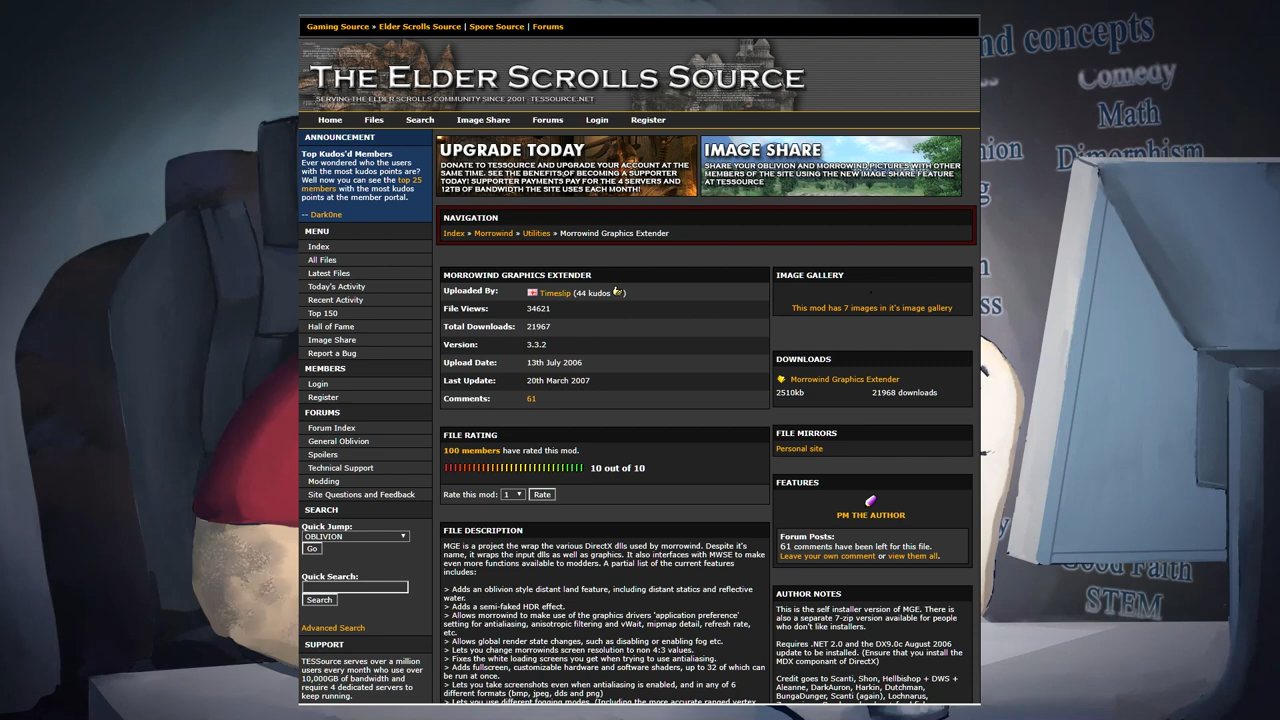 Gaming Source » Elder Scrolls Source | Spore Source | Forums
THE ELDER SCROLLS SOURCE
SERVING THE ELDER SCROLLS COMMUNITY SINCE 2001 - TESSOURCE.NET
Home Files Search Image Share Forums Login Register
ANNOUNCEMENT
Top Kudos'd Members
Ever wondered who the users
with the most kudos points are?
Well now you can see the top 25
members with the most kudos
points at the member portal.
-- Dark0ne
MENU
Index
All Files
Latest Files
Today's Activity
Recent Activity
Top 150
Hall of Fame
Image Share
Report a Bug
MEMBERS
Login
Register
FORUMS
Forum Index
General Oblivion
Spoilers
Technical Support
Modding
Site Questions and Feedback
SEARCH
Quick Jump:
OBLIVION
Go
Quick Search:
Search
Advanced Search
SUPPORT
TESSource serves over a million
users every month who use over
10,000GB of bandwidth and
require 4 dedicated servers to
keep running.
UPGRADE TODAY
DONATE TO TESSOURCE AND UPGRADE YOUR ACCOUNT AT THE
SAME TIME. SEE THE BENEFITS OF BECOMING A SUPPORTER
TODAY! SUPPORTER PAYMENTS PAY FOR THE 4 SERVERS AND
12TB OF BANDWIDTH THE SITE USES EACH MONTH!
IMAGE SHARE
SHARE YOUR OBLIVION AND MORROWIND PICTURES WITH OTHER
MEMBERS OF THE SITE USING THE NEW IMAGE SHARE FEATURE
AT TESSOURCE
NAVIGATION
Index » Morrowind » Utilities » Morrowind Graphics Extender
MORROWIND GRAPHICS EXTENDER
Uploaded By: Timeslip (44 kudos )
File Views: 34621
Total Downloads: 21967
Version: 3.3.2
Upload Date: 13th July 2006
Last Update: 20th March 2007
Comments: 61
FILE RATING
100 members have rated this mod.
10 out of 10
Rate this mod: 1 Rate
FILE DESCRIPTION
MGE is a project the wrap the various DirectX dlls used by morrowind. Despite it's
name, it wraps the input dlls as well as graphics. It also interfaces with MWSE to make
even more functions available to modders. A partial list of the current features
includes:
> Adds an oblivion style distant land feature, including distant statics and reflective
water.
> Adds a semi-faked HDR effect.
> Allows morrowind to make use of the graphics drivers 'application preference'
setting for antialiasing, anisotropic filtering and vWait, mipmap detail, refresh rate,
etc.
> Allows global render state changes, such as disabling or enabling fog etc.
> Lets you change morrowinds screen resolution to non 4:3 values.
> Fixes the white loading screens you get when trying to use antialiasing.
> Adds fullscreen, customizable hardware and software shaders, up to 32 of which can
be run at once.
> Lets you take screenshots even when antialiasing is enabled, and in any of 6
different formats (bmp, jpeg, dds and png)
> Lets you use different fogging modes. (Including the more accurate ranged vertex
IMAGE GALLERY
This mod has 7 images in it's image gallery
DOWNLOADS
Morrowind Graphics Extender
2510kb 21968 downloads
FILE MIRRORS
Personal site
FEATURES
PM THE AUTHOR
Forum Posts:
61 comments have been left for this file.
Leave your own comment or view them all.
AUTHOR NOTES
This is the self installer version of MGE. There is
also a separate 7-zip version available for people
who don't like installers.
Requires .NET 2.0 and the DX9.0c August 2006
update to be installed. (Ensure that you install the
MDX component of DirectX)
Credit goes to Scanti, Shon, Hellbishop + DWS +
Aleanne, DarkAuron, Harkin, Dutchman,
BungaDunger, Scanti (again), Lochnarus,
concepts
Comedy
Math
Dimorphism
Good Faith
STEM